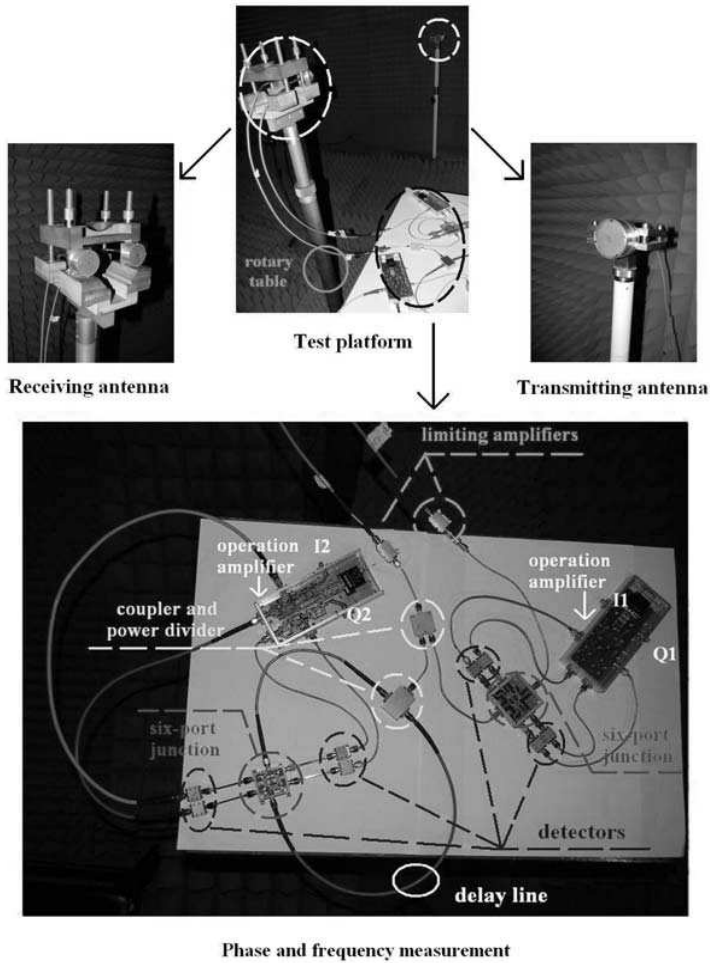 rotary
table
Test platform
Receiving antenna
Transmitting antenna
limiting amplifiers
operation
amplifier
I2
operation
amplifier
I1
coupler and
power divider
Q2
Q1
six-port
junction
six-port
junction
detectors
delay line
Phase and frequency measurement